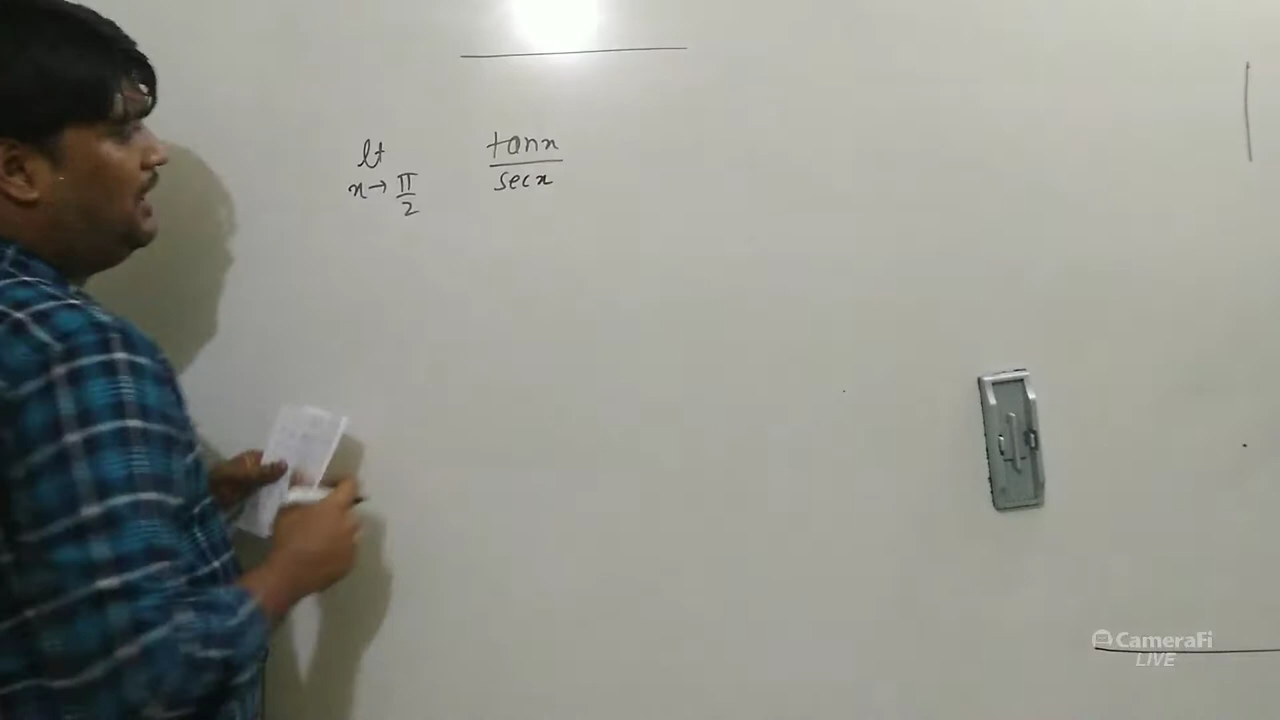 lt tanx
x→ π/2 secx
CameraFi
LIVE